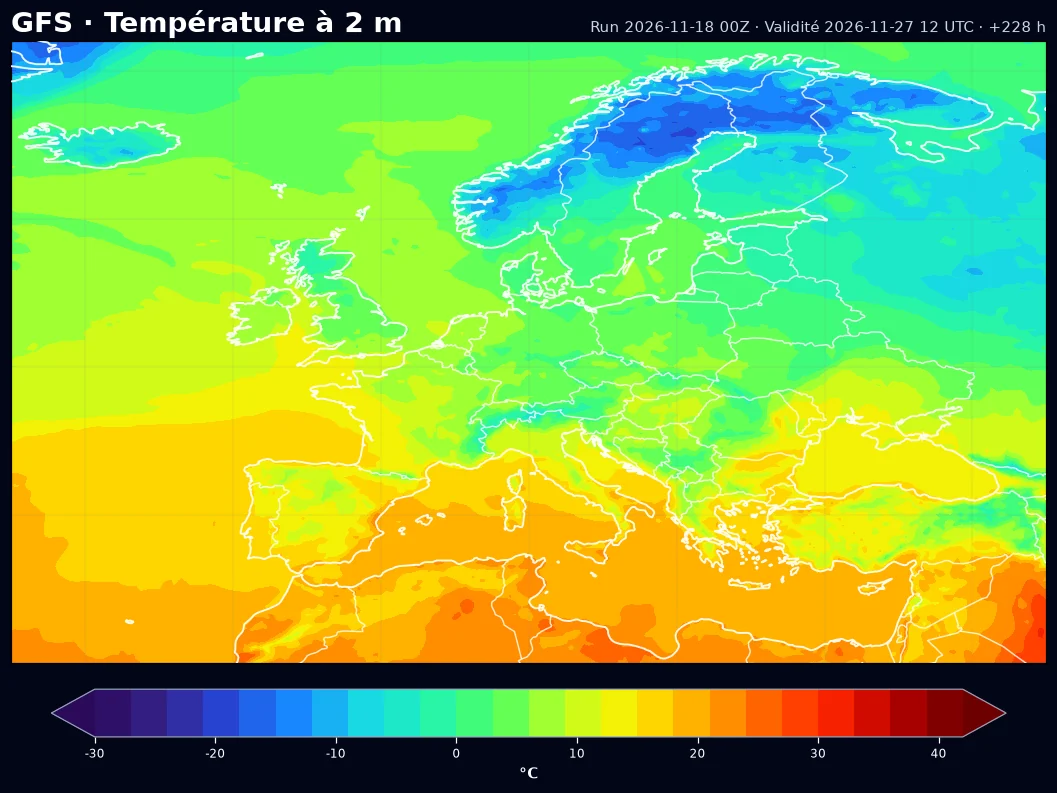 GFS · Température à 2 m
Run 2026-11-18 00Z · Validité 2026-11-27 12 UTC · +228 h
-30 -20 -10 0 10 20 30 40
°C